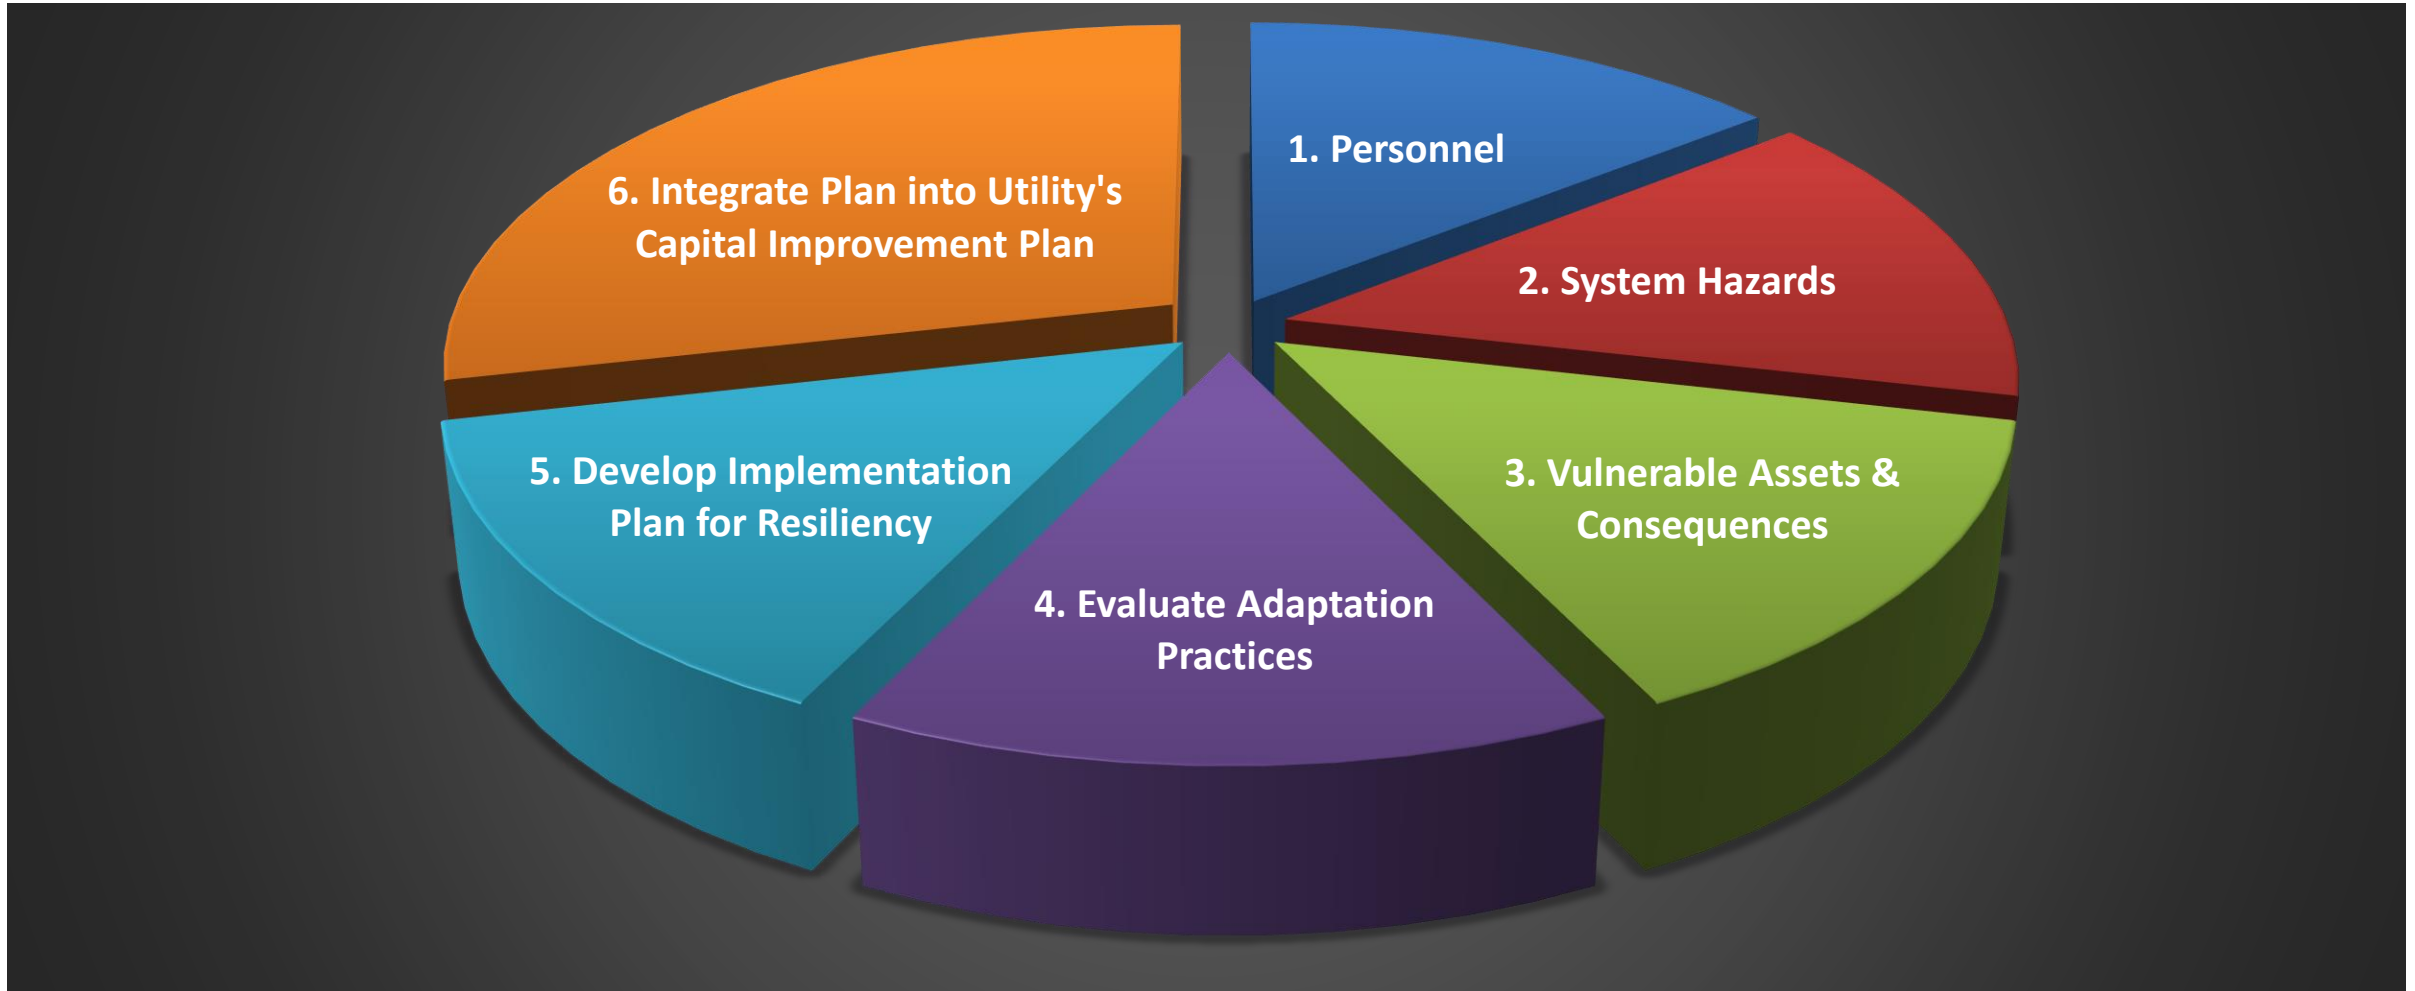 1. Personnel
2. System Hazards
3. Vulnerable Assets &
Consequences
4. Evaluate Adaptation
Practices
5. Develop Implementation
Plan for Resiliency
6. Integrate Plan into Utility's
Capital Improvement Plan